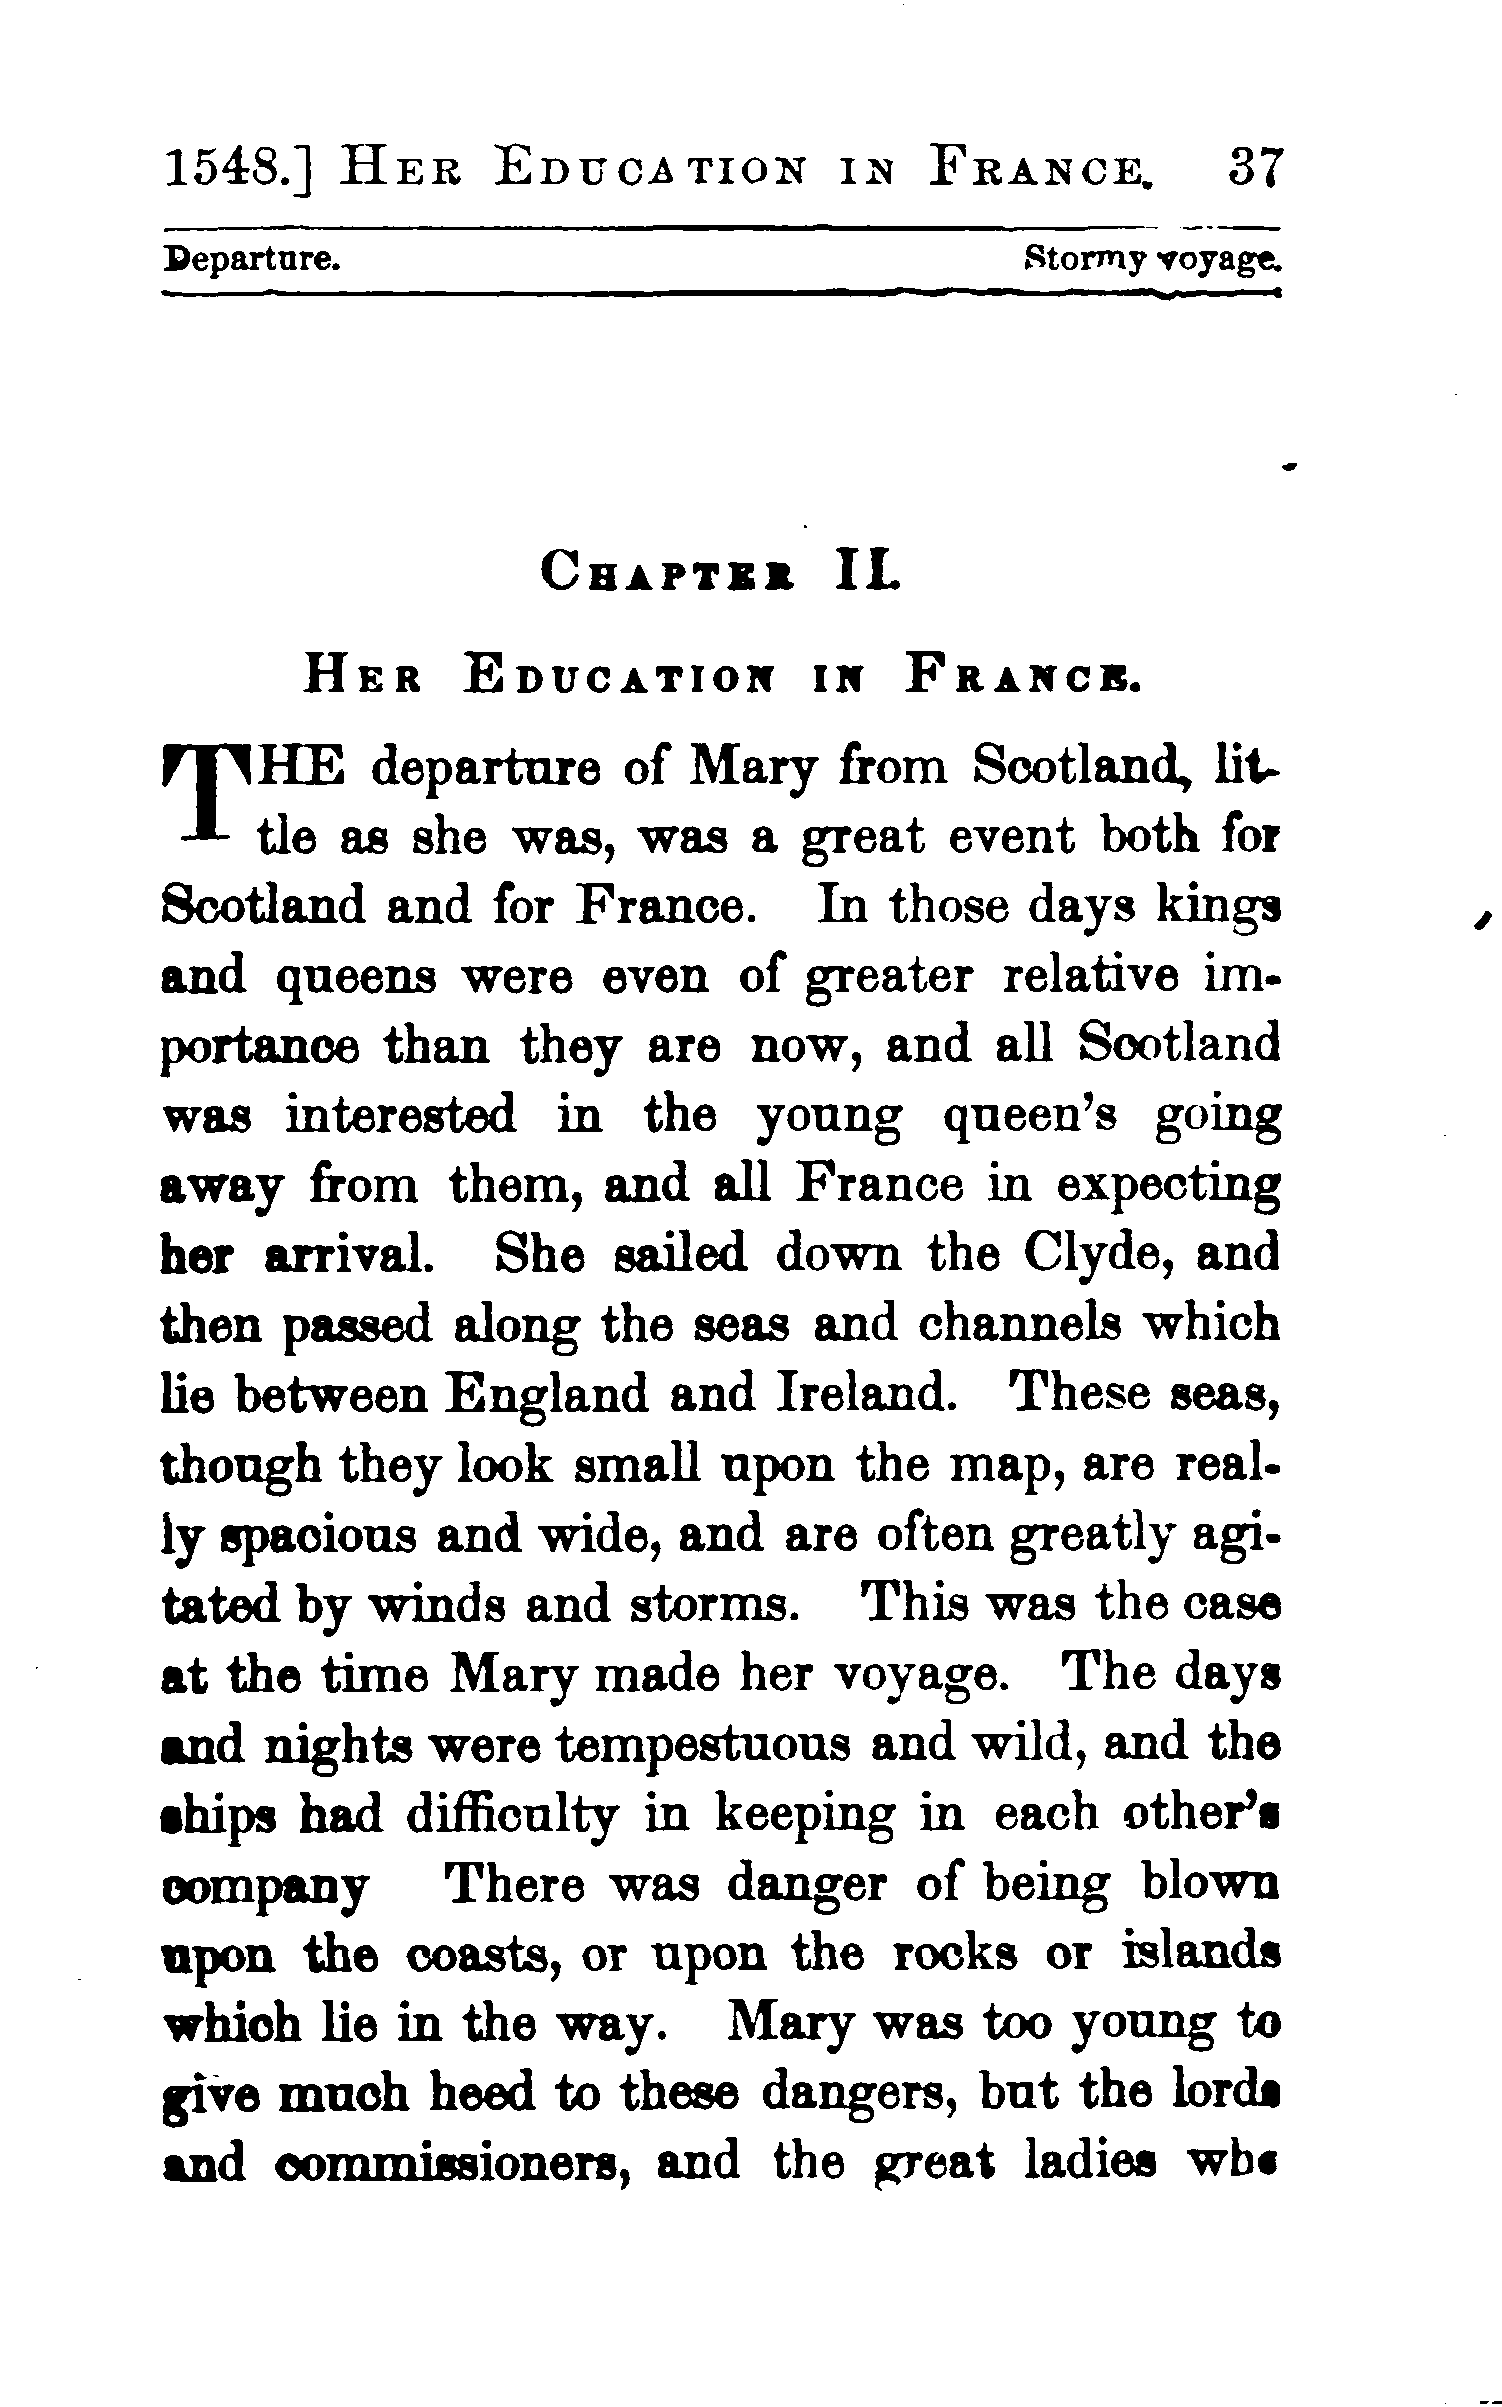 1548.] HER EDUCATION IN FRANCE. 37
Departure. Stormy voyage.
CHAPTER II.
HER EDUCATION IN FRANCE.
THE departure of Mary from Scotland, lit-
tle as she was, was a great event both for
Scotland and for France. In those days kings
and queens were even of greater relative im-
portance than they are now, and all Scotland
was interested in the young queen's going
away from them, and all France in expecting
her arrival. She sailed down the Clyde, and
then passed along the seas and channels which
lie between England and Ireland. These seas,
though they look small upon the map, are real-
ly spacious and wide, and are often greatly agi-
tated by winds and storms. This was the case
at the time Mary made her voyage. The days
and nights were tempestuous and wild, and the
ships had difficulty in keeping in each other's
company There was danger of being blown
upon the coasts, or upon the rocks or islands
which lie in the way. Mary was too young to
give much heed to these dangers, but the lords
and commissioners, and the great ladies who